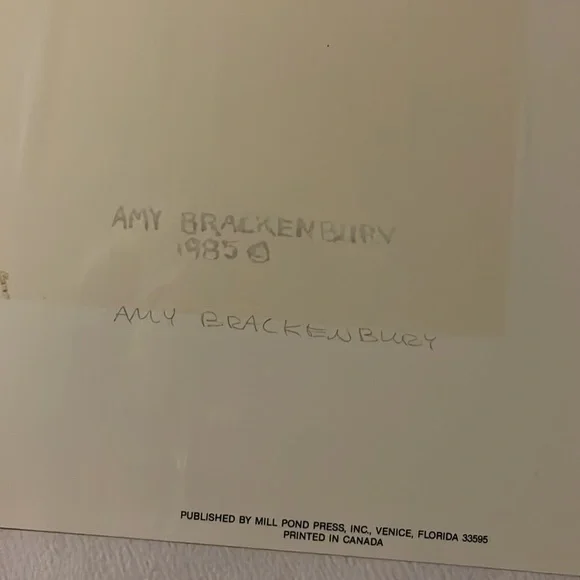 AMY BRACKENBURY
1985 ©
AMY BRACKENBURY
PUBLISHED BY MILL POND PRESS, INC., VENICE, FLORIDA 33595
PRINTED IN CANADA